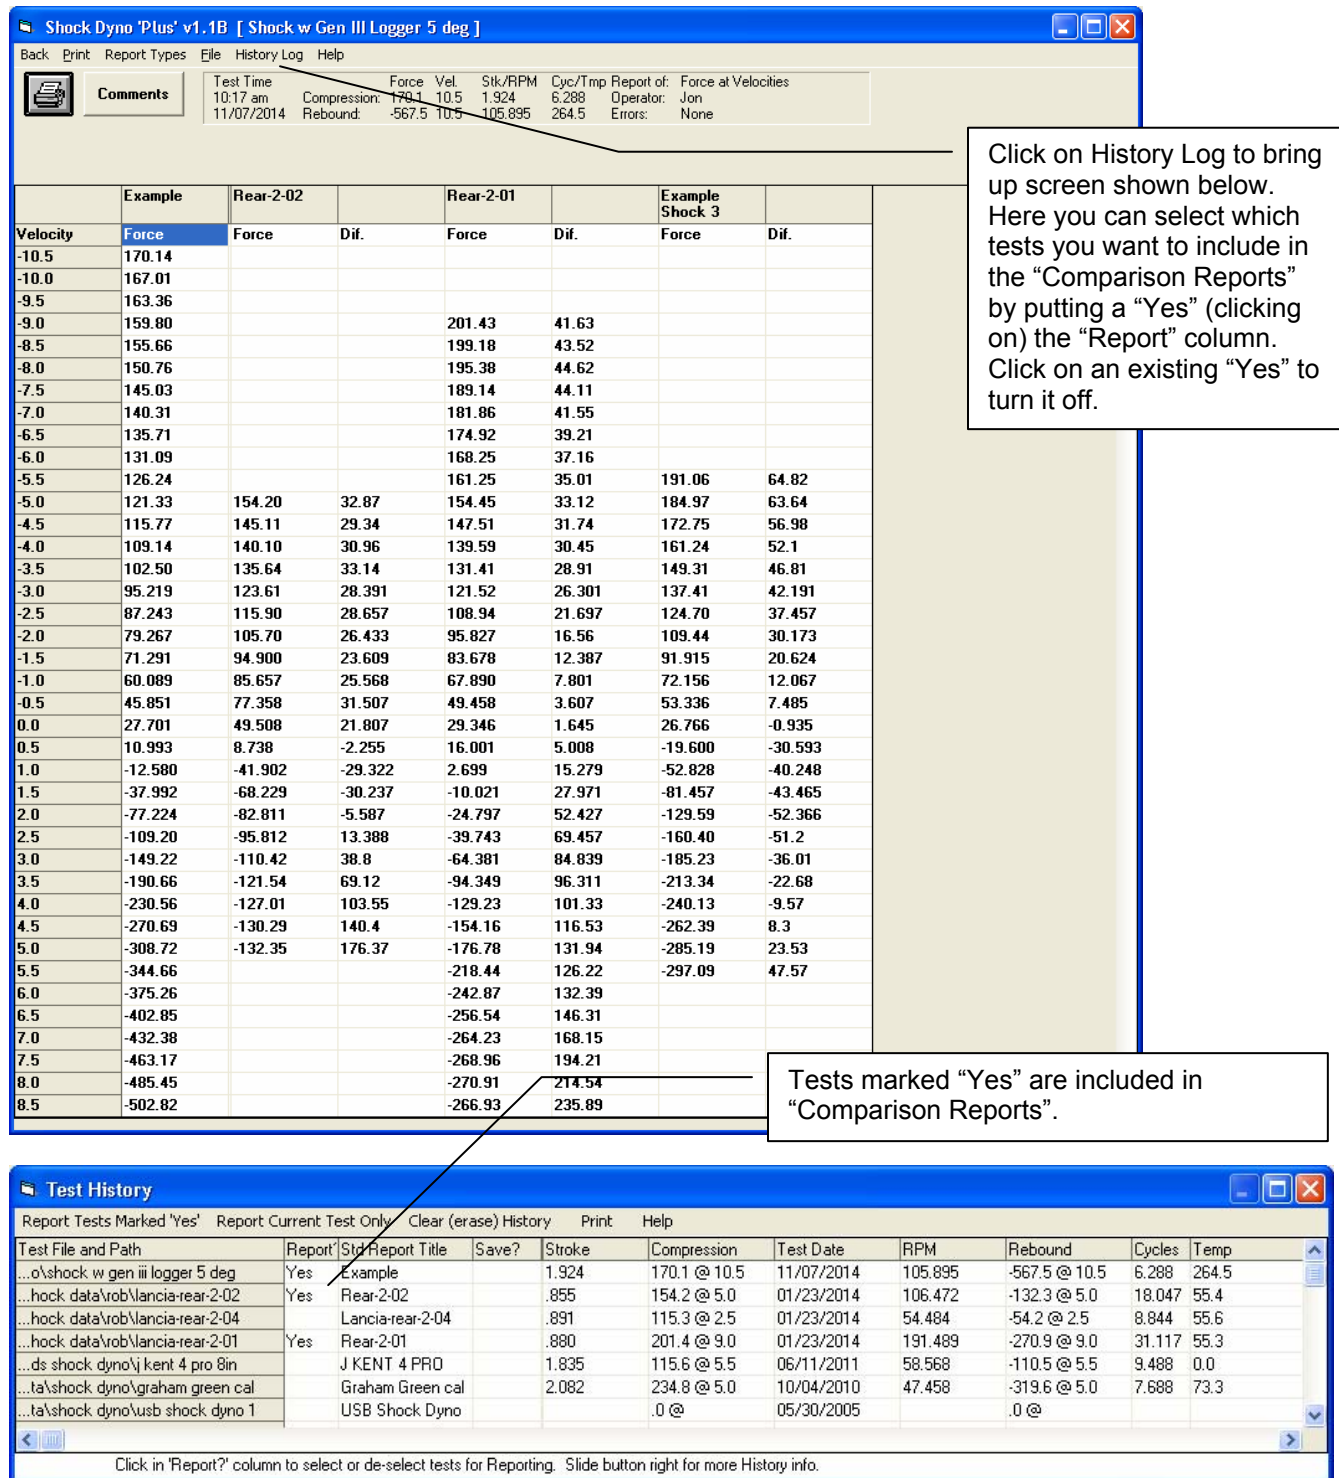 Shock Dyno 'Plus' v1.1B [ Shock w Gen III Logger 5 deg ]
Back Print Report Types File History Log Help
Comments
Test Time Force Vel. Stk/RPM Cyc/Tmp Report of: Force at Velocities
10:17 am Compression: 170.1 10.5 1.924 6.288 Operator: Jon
11/07/2014 Rebound: -567.5 10.5 105.895 264.5 Errors: None
Click on History Log to bring
up screen shown below.
Here you can select which
tests you want to include in
the “Comparison Reports”
by putting a “Yes” (clicking
on) the “Report” column.
Click on an existing “Yes” to
turn it off.
Example Rear-2-02 Rear-2-01 Example
Shock 3
Velocity Force Force Dif. Force Dif. Force Dif.
-10.5 170.14
-10.0 167.01
-9.5 163.36
-9.0 159.80 201.43 41.63
-8.5 155.66 199.18 43.52
-8.0 150.76 195.38 44.62
-7.5 145.03 189.14 44.11
-7.0 140.31 181.86 41.55
-6.5 135.71 174.92 39.21
-6.0 131.09 168.25 37.16
-5.5 126.24 161.25 35.01 191.06 64.82
-5.0 121.33 154.20 32.87 154.45 33.12 184.97 63.64
-4.5 115.77 145.11 29.34 147.51 31.74 172.75 56.98
-4.0 109.14 140.10 30.96 139.59 30.45 161.24 52.1
-3.5 102.50 135.64 33.14 131.41 28.91 149.31 46.81
-3.0 95.219 123.61 28.391 121.52 26.301 137.41 42.191
-2.5 87.243 115.90 28.657 108.94 21.697 124.70 37.457
-2.0 79.267 105.70 26.433 95.827 16.56 109.44 30.173
-1.5 71.291 94.900 23.609 83.678 12.387 91.915 20.624
-1.0 60.089 85.657 25.568 67.890 7.801 72.156 12.067
-0.5 45.851 77.358 31.507 49.458 3.607 53.336 7.485
0.0 27.701 49.508 21.807 29.346 1.645 26.766 -0.935
0.5 10.993 8.738 -2.255 16.001 5.008 -19.600 -30.593
1.0 -12.580 -41.902 -29.322 2.699 15.279 -52.828 -40.248
1.5 -37.992 -68.229 -30.237 -10.021 27.971 -81.457 -43.465
2.0 -77.224 -82.811 -5.587 -24.797 52.427 -129.59 -52.366
2.5 -109.20 -95.812 13.388 -39.743 69.457 -160.40 -51.2
3.0 -149.22 -110.42 38.8 -64.381 84.839 -185.23 -36.01
3.5 -190.66 -121.54 69.12 -94.349 96.311 -213.34 -22.68
4.0 -230.56 -127.01 103.55 -129.23 101.33 -240.13 -9.57
4.5 -270.69 -130.29 140.4 -154.16 116.53 -262.39 8.3
5.0 -308.72 -132.35 176.37 -176.78 131.94 -285.19 23.53
5.5 -344.66 -218.44 126.22 -297.09 47.57
6.0 -375.26 -242.87 132.39
6.5 -402.85 -256.54 146.31
7.0 -432.38 -264.23 168.15
7.5 -463.17 -268.96 194.21
8.0 -485.45 -270.91 214.54
8.5 -502.82 -266.93 235.89
Tests marked “Yes” are included in
“Comparison Reports”.
Test History
Report Tests Marked 'Yes' Report Current Test Only Clear (erase) History Print Help
Test File and Path Report? Std Report Title Save? Stroke Compression Test Date RPM Rebound Cycles Temp
...o\shock w gen iii logger 5 deg Yes Example 1.924 170.1 @ 10.5 11/07/2014 105.895 -567.5 @ 10.5 6.288 264.5
...hock data\rob\lancia-rear-2-02 Yes Rear-2-02 .855 154.2 @ 5.0 01/23/2014 106.472 -132.3 @ 5.0 18.047 55.4
...hock data\rob\lancia-rear-2-04 Lancia-rear-2-04 .891 115.3 @ 2.5 01/23/2014 54.484 -54.2 @ 2.5 8.844 55.6
...hock data\rob\lancia-rear-2-01 Yes Rear-2-01 .880 201.4 @ 9.0 01/23/2014 191.489 -270.9 @ 9.0 31.117 55.3
...ds shock dyno\j kent 4 pro 8in J KENT 4 PRO 1.835 115.6 @ 5.5 06/11/2011 58.568 -110.5 @ 5.5 9.488 0.0
...ta\shock dyno\graham green cal Graham Green cal 2.082 234.8 @ 5.0 10/04/2010 47.458 -319.6 @ 5.0 7.688 73.3
...ta\shock dyno\usb shock dyno 1 USB Shock Dyno .0 @ 05/30/2005 .0 @
Click in 'Report?' column to select or de-select tests for Reporting. Slide button right for more History info.